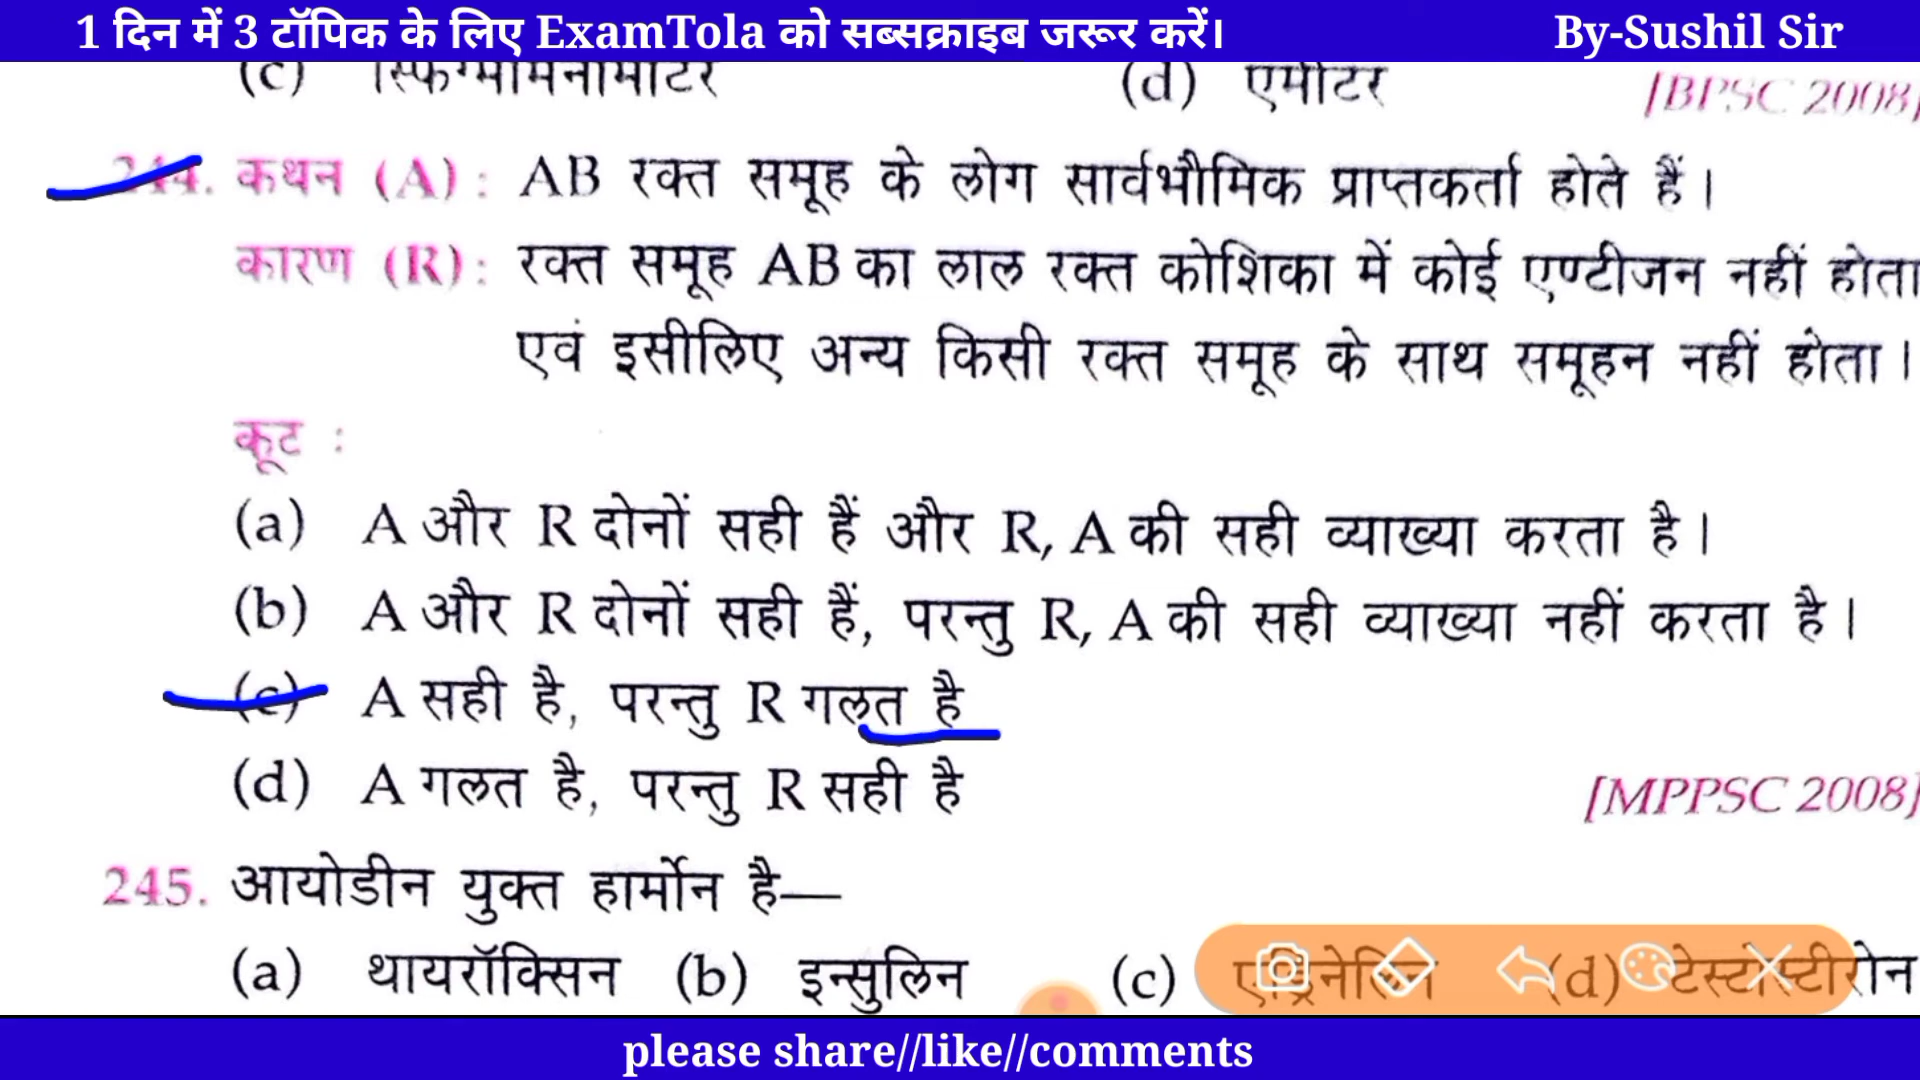 1 दिन में 3 टॉपिक के लिए ExamTola को सब्सक्राइब जरूर करें। By-Sushil Sir
(c) स्फिग्मोमैनोमीटर (d) एमीटर [BPSC 2008]
244. कथन (A) : AB रक्त समूह के लोग सार्वभौमिक प्राप्तकर्ता होते हैं।
कारण (R) : रक्त समूह AB का लाल रक्त कोशिका में कोई एण्टीजन नहीं होता
एवं इसीलिए अन्य किसी रक्त समूह के साथ समूहन नहीं होता।
कूट :
(a) A और R दोनों सही हैं और R, A की सही व्याख्या करता है।
(b) A और R दोनों सही हैं, परन्तु R, A की सही व्याख्या नहीं करता है।
(c) A सही है, परन्तु R गलत है
(d) A गलत है, परन्तु R सही है [MPPSC 2008]
245. आयोडीन युक्त हार्मोन है—
(a) थायरॉक्सिन (b) इन्सुलिन (c) एड्रिनेलिन (d) टेस्टोस्टीरोन
please share//like//comments